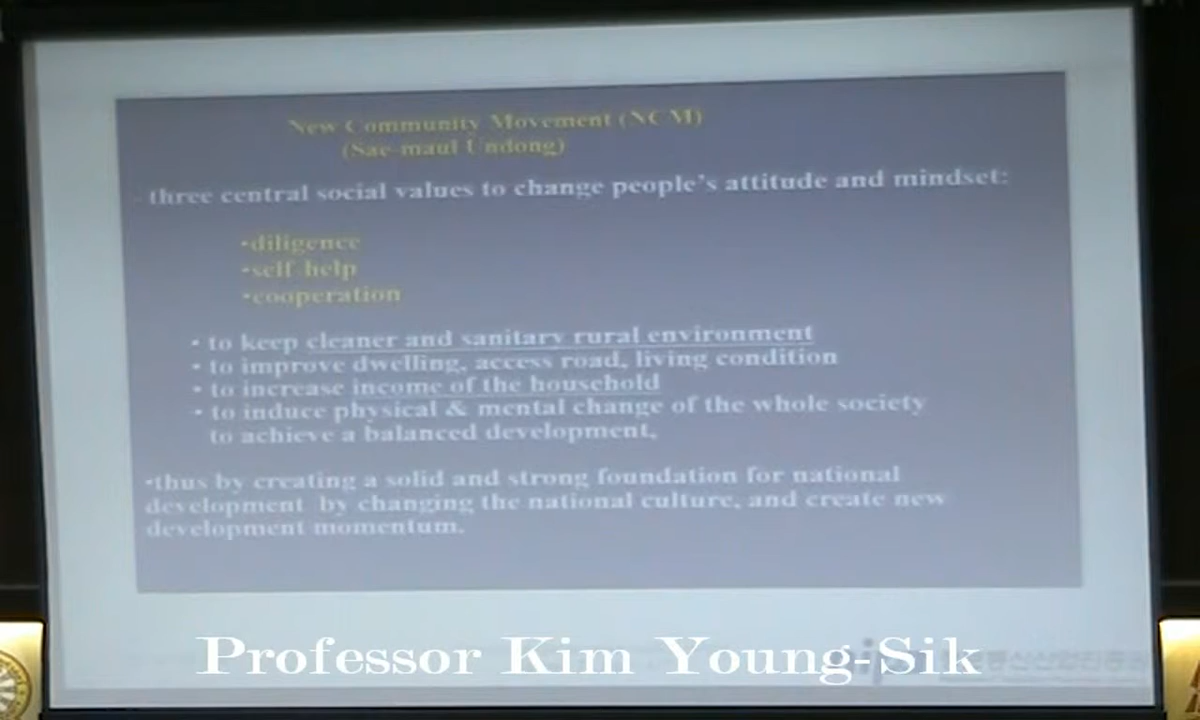 New Community Movement (NCM)
(Sae-maul Undong)
- three central social values to change people's attitude and mindset:
•diligence
•self-help
•cooperation
• to keep cleaner and sanitary rural environment
• to improve dwelling, access road, living condition
• to increase income of the household
• to induce physical & mental change of the whole society
to achieve a balanced development,
•thus by creating a solid and strong foundation for national
development by changing the national culture, and create new
development momentum.
Professor Kim Young-Sik